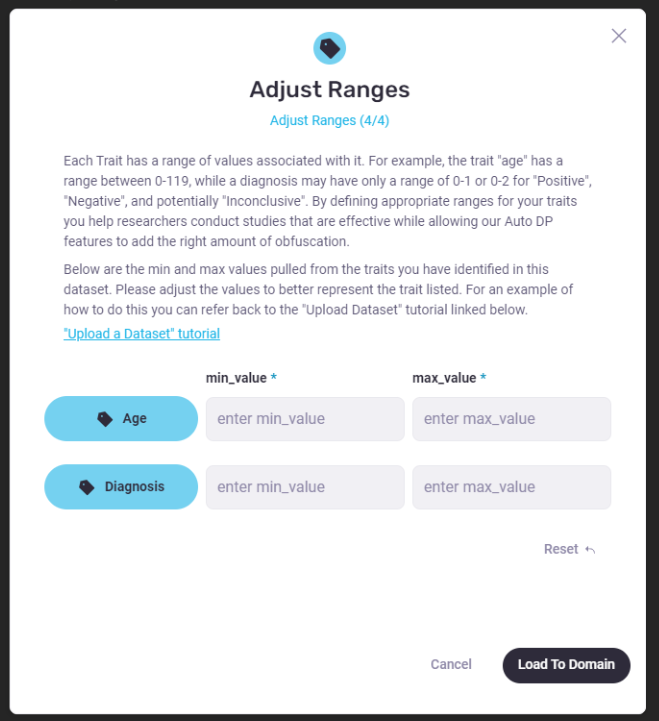 Adjust Ranges
Adjust Ranges (4/4)
Each Trait has a range of values associated with it. For example, the trait "age" has a
range between 0-119, while a diagnosis may have only a range of 0-1 or 0-2 for "Positive",
"Negative", and potentially "Inconclusive". By defining appropriate ranges for your traits
you help researchers conduct studies that are effective while allowing our Auto DP
features to add the right amount of obfuscation.
Below are the min and max values pulled from the traits you have identified in this
dataset. Please adjust the values to better represent the trait listed. For an example of
how to do this you can refer back to the "Upload Dataset" tutorial linked below.
"Upload a Dataset" tutorial
min_value * max_value *
Age enter min_value enter max_value
Diagnosis enter min_value enter max_value
Reset
Cancel Load To Domain